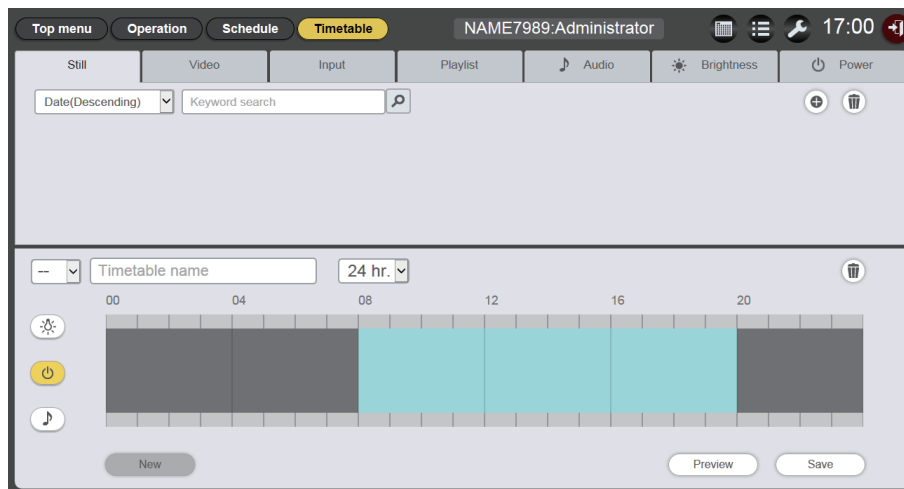 Top menu Operation Schedule Timetable NAME7989:Administrator 17:00
Still Video Input Playlist Audio Brightness Power
Date(Descending) Keyword search
-- Timetable name 24 hr.
00 04 08 12 16 20
New Preview Save